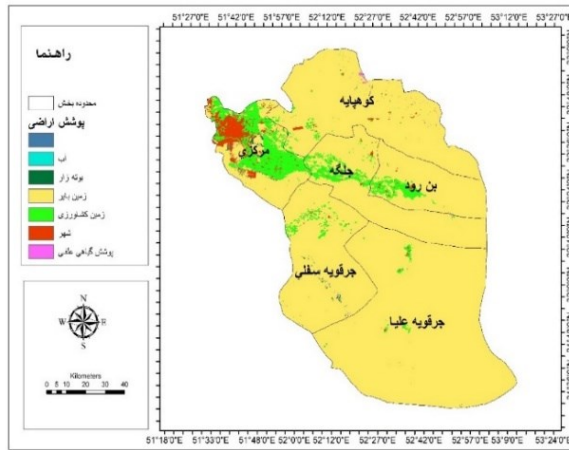 51°27'0"E 51°42'0"E 52°12'0"E 52°27'0"E 52°42'0"E 52°57'0"E 53°12'0"E 53°27'0"E
راهنما
محدوده بخش
پوشش اراضی
آب
بوته زار
زمین بایر
زمین کشاورزی
شهر
پوشش گیاهی علفی
کوهپایه
مرکزی
جلگه
بن رود
جرقویه سفلی
جرقویه علیا
N
W
E
S
Kilometers
0 5 10 20 30 40
51°18'0"E 51°33'0"E 51°48'0"E 52°0'0"E 52°12'0"E 52°27'0"E 52°42'0"E 52°57'0"E 53°9'0"E 53°24'0"E